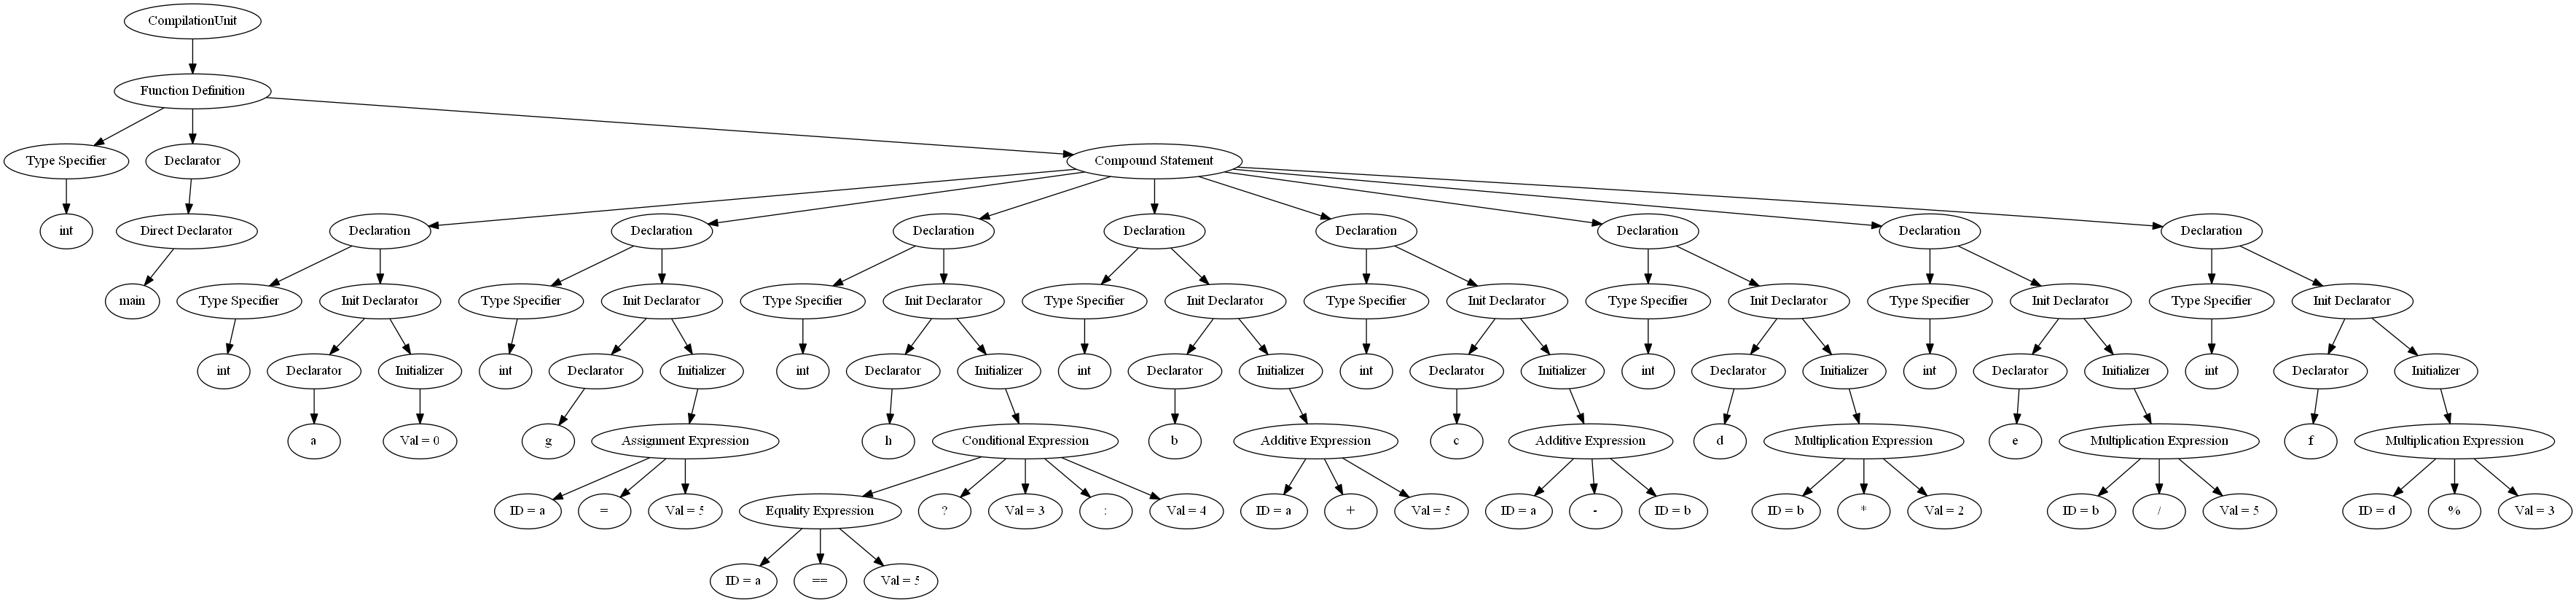 CompilationUnit
Function Definition
Type Specifier Declarator Compound Statement
int Direct Declarator Declaration Declaration Declaration Declaration Declaration Declaration Declaration Declaration
main Type Specifier Init Declarator Type Specifier Init Declarator Type Specifier Init Declarator Type Specifier Init Declarator Type Specifier Init Declarator Type Specifier Init Declarator Type Specifier Init Declarator Type Specifier Init Declarator
int Declarator Initializer int Declarator Initializer int Declarator Initializer int Declarator Initializer int Declarator Initializer int Declarator Initializer int Declarator Initializer int Declarator Initializer
a Val = 0 g Assignment Expression h Conditional Expression b Additive Expression c Additive Expression d Multiplication Expression e Multiplication Expression f Multiplication Expression
ID = a = Val = 5 Equality Expression ? Val = 3 : Val = 4 ID = a + Val = 5 ID = a - ID = b ID = b * Val = 2 ID = b / Val = 5 ID = d % Val = 3
ID = a == Val = 5